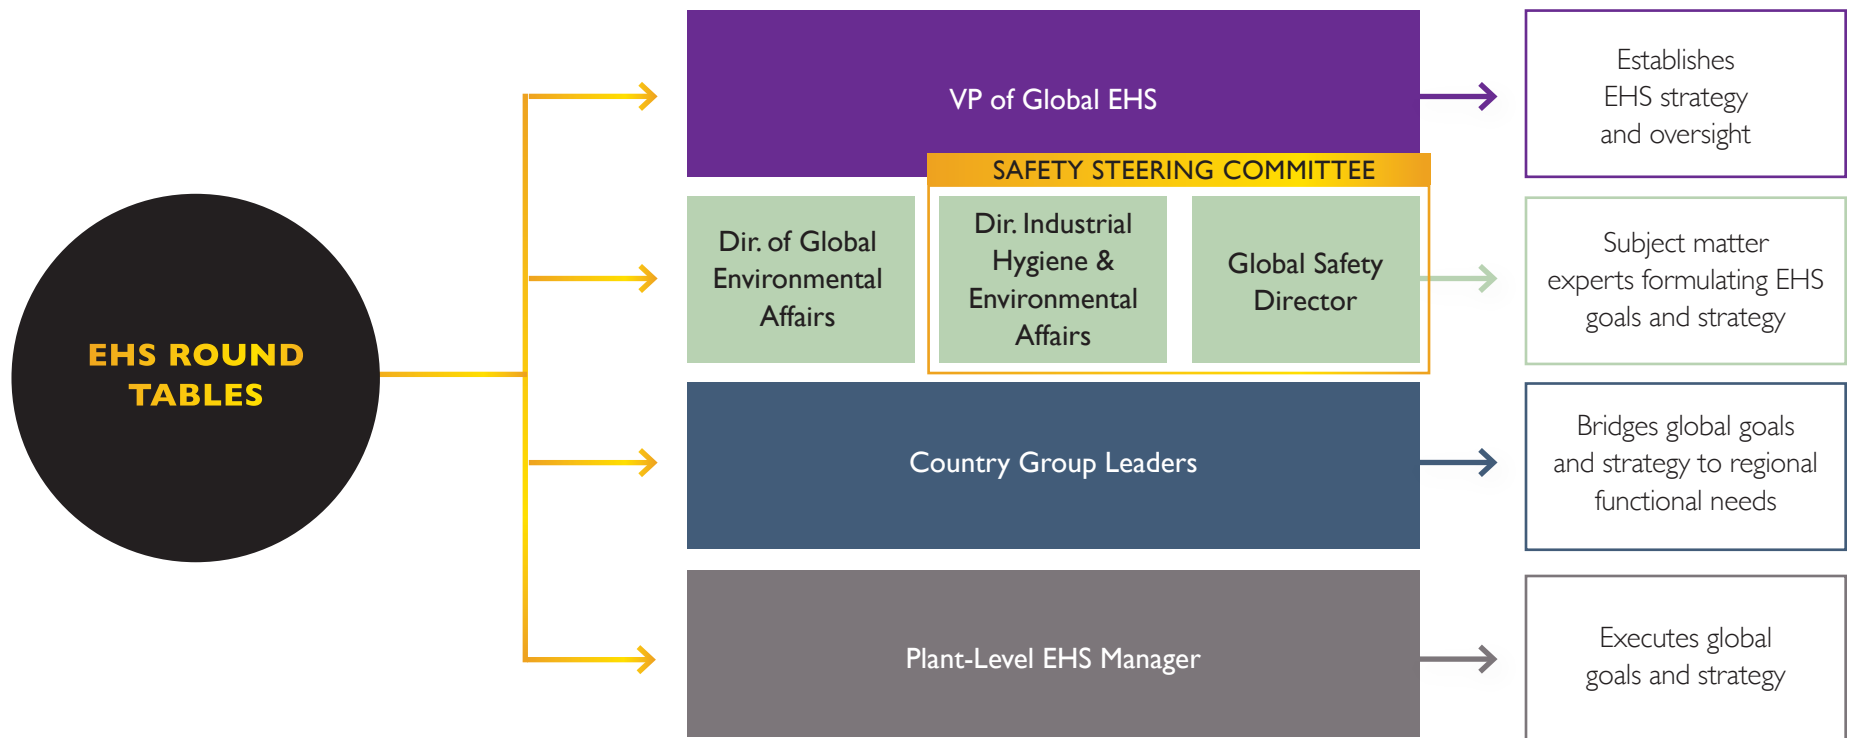 EHS ROUND
TABLES
VP of Global EHS
Establishes
EHS strategy
and oversight
SAFETY STEERING COMMITTEE
Dir. of Global
Environmental
Affairs
Dir. Industrial
Hygiene &
Environmental
Affairs
Global Safety
Director
Subject matter
experts formulating EHS
goals and strategy
Country Group Leaders
Bridges global goals
and strategy to regional
functional needs
Plant-Level EHS Manager
Executes global
goals and strategy